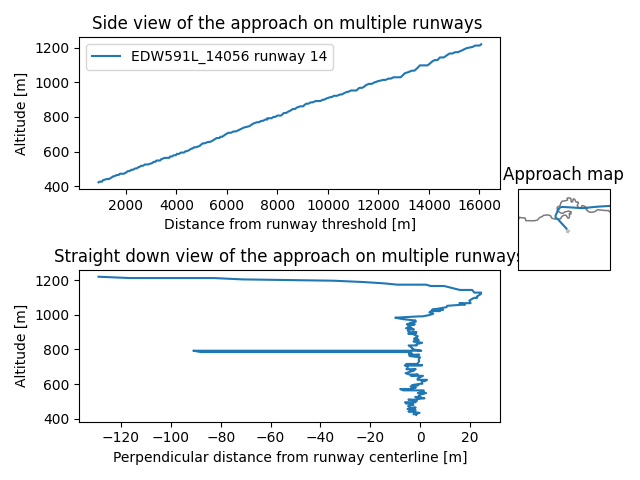 Side view of the approach on multiple runways
1200
1000
800
600
400
Altitude [m]
EDW591L_14056 runway 14
2000 4000 6000 8000 10000 12000 14000 16000
Distance from runway threshold [m]
Approach map
Straight down view of the approach on multiple runways
1200
1000
800
600
400
Altitude [m]
−120 −100 −80 −60 −40 −20 0 20
Perpendicular distance from runway centerline [m]